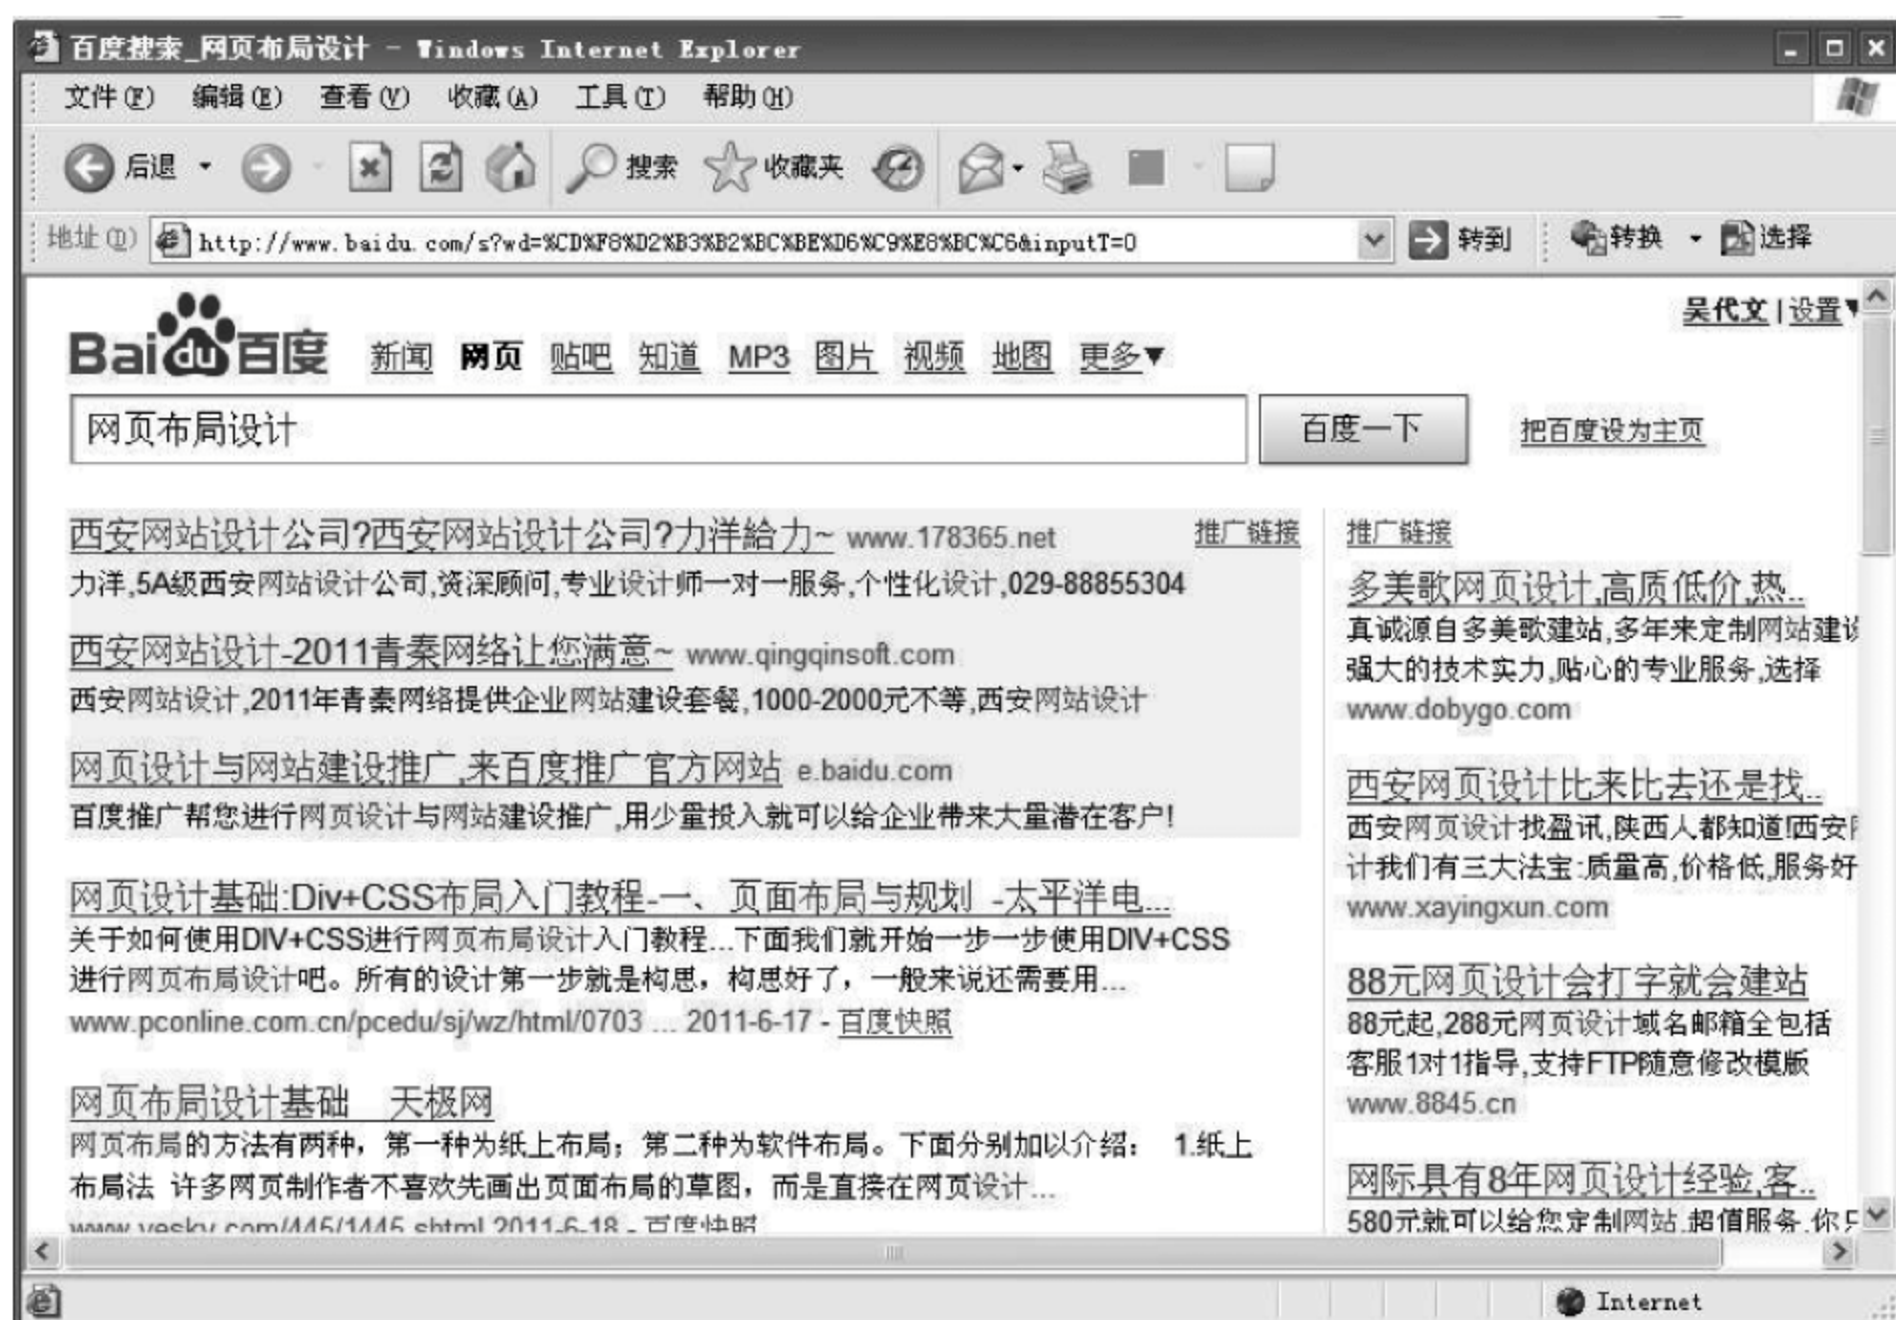 百度搜索_网页布局设计 - Windows Internet Explorer
文件(F) 编辑(E) 查看(V) 收藏(A) 工具(T) 帮助(H)
后退 搜索 收藏夹
地址(D) http://www.baidu.com/s?wd=%CD%F8%D2%B3%B2%BC%BE%D6%C9%E8%BC%C6&inputT=0 转到 转换 选择
吴代文 | 设置▼
Bai du 百度 新闻 网页 贴吧 知道 MP3 图片 视频 地图 更多▼
网页布局设计 百度一下 把百度设为主页
西安网站设计公司?西安网站设计公司?力洋給力~ www.178365.net 推广链接
力洋,5A级西安网站设计公司,资深顾问,专业设计师一对一服务,个性化设计,029-88855304
西安网站设计-2011青秦网络让您满意~ www.qingqinsoft.com
西安网站设计,2011年青秦网络提供企业网站建设套餐,1000-2000元不等,西安网站设计
网页设计与网站建设推广,来百度推广官方网站 e.baidu.com
百度推广帮您进行网页设计与网站建设推广,用少量投入就可以给企业带来大量潜在客户!
网页设计基础:Div+CSS布局入门教程-一、页面布局与规划 -太平洋电...
关于如何使用DIV+CSS进行网页布局设计入门教程...下面我们就开始一步一步使用DIV+CSS
进行网页布局设计吧。所有的设计第一步就是构思，构思好了，一般来说还需要用...
www.pconline.com.cn/pcedu/sj/wz/html/0703 ... 2011-6-17 - 百度快照
网页布局设计基础 天极网
网页布局的方法有两种，第一种为纸上布局；第二种为软件布局。下面分别加以介绍： 1.纸上
布局法 许多网页制作者不喜欢先画出页面布局的草图，而是直接在网页设计...
www.yesky.com/445/1445.shtml 2011-6-18 - 百度快照
推广链接
多美歌网页设计,高质低价,热..
真诚源自多美歌建站,多年来定制网站建设
强大的技术实力,贴心的专业服务,选择
www.dobygo.com
西安网页设计比来比去还是找..
西安网页设计找盈讯,陕西人都知道!西安
计我们有三大法宝:质量高,价格低,服务好
www.xayingxun.com
88元网页设计会打字就会建站
88元起,288元网页设计域名邮箱全包括
客服1对1指导,支持FTP随意修改模版
www.8845.cn
网际具有8年网页设计经验,客..
580元就可以给您定制网站,超值服务,你
Internet